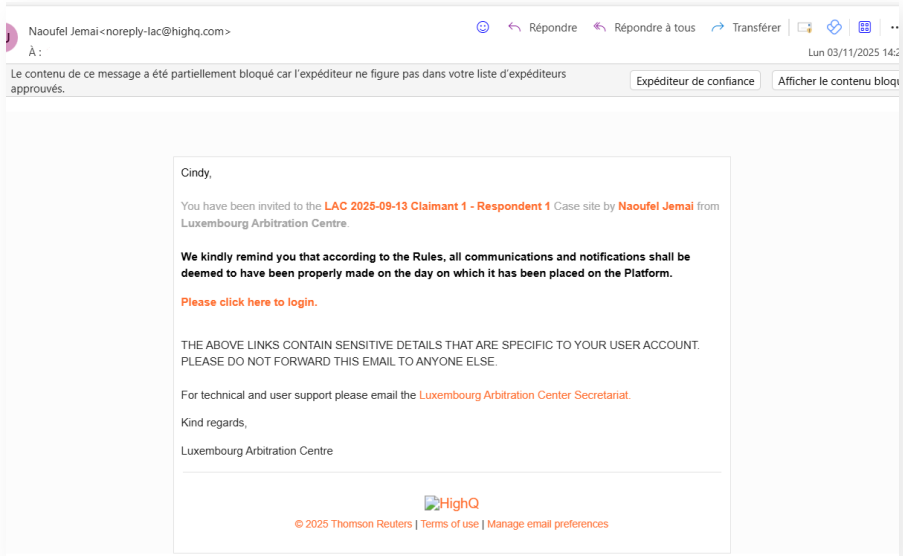 Naoufel Jemai<noreply-lac@highq.com>
Répondre Répondre à tous Transférer
À :
Lun 03/11/2025 14:2
Le contenu de ce message a été partiellement bloqué car l'expéditeur ne figure pas dans votre liste d'expéditeurs
approuvés.
Expéditeur de confiance
Afficher le contenu bloqu
Cindy,
You have been invited to the LAC 2025-09-13 Claimant 1 - Respondent 1 Case site by Naoufel Jemai from
Luxembourg Arbitration Centre.
We kindly remind you that according to the Rules, all communications and notifications shall be
deemed to have been properly made on the day on which it has been placed on the Platform.
Please click here to login.
THE ABOVE LINKS CONTAIN SENSITIVE DETAILS THAT ARE SPECIFIC TO YOUR USER ACCOUNT.
PLEASE DO NOT FORWARD THIS EMAIL TO ANYONE ELSE.
For technical and user support please email the Luxembourg Arbitration Center Secretariat.
Kind regards,
Luxembourg Arbitration Centre
HighQ
© 2025 Thomson Reuters | Terms of use | Manage email preferences